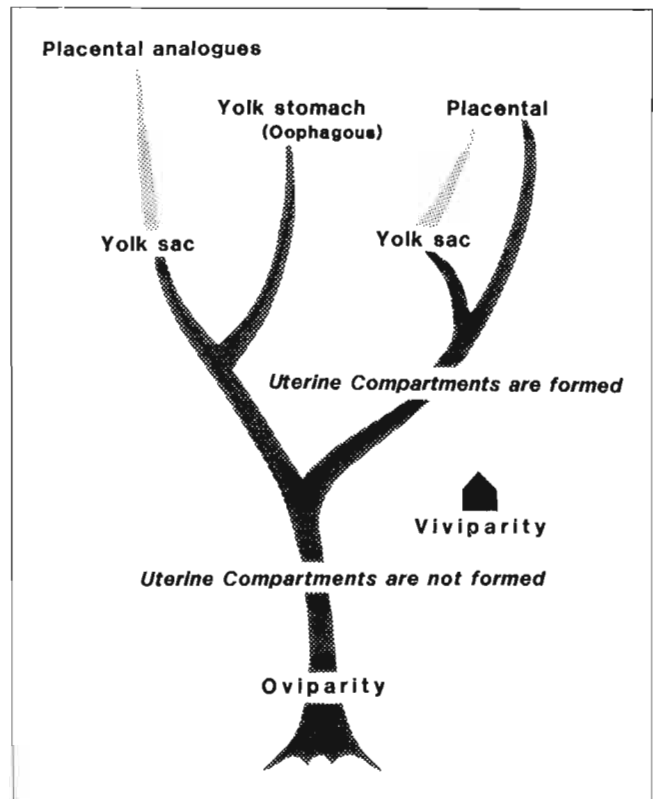 Placental analogues
Yolk stomach
(Oophagous)
Placental
Yolk sac
Yolk sac
Uterine Compartments are formed
Viviparity
Uterine Compartments are not formed
Oviparity